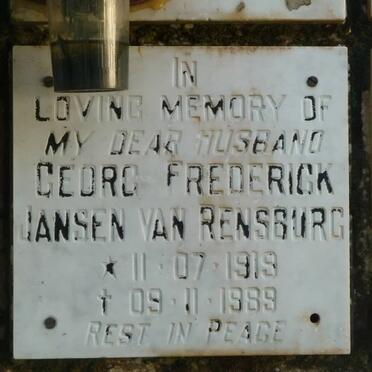 IN
LOVING MEMORY OF
MY DEAR HUSBAND
GEORG FREDERICK
JANSEN VAN RENSBURG
★ 11·07·1919
† 09·11·1989
REST IN PEACE